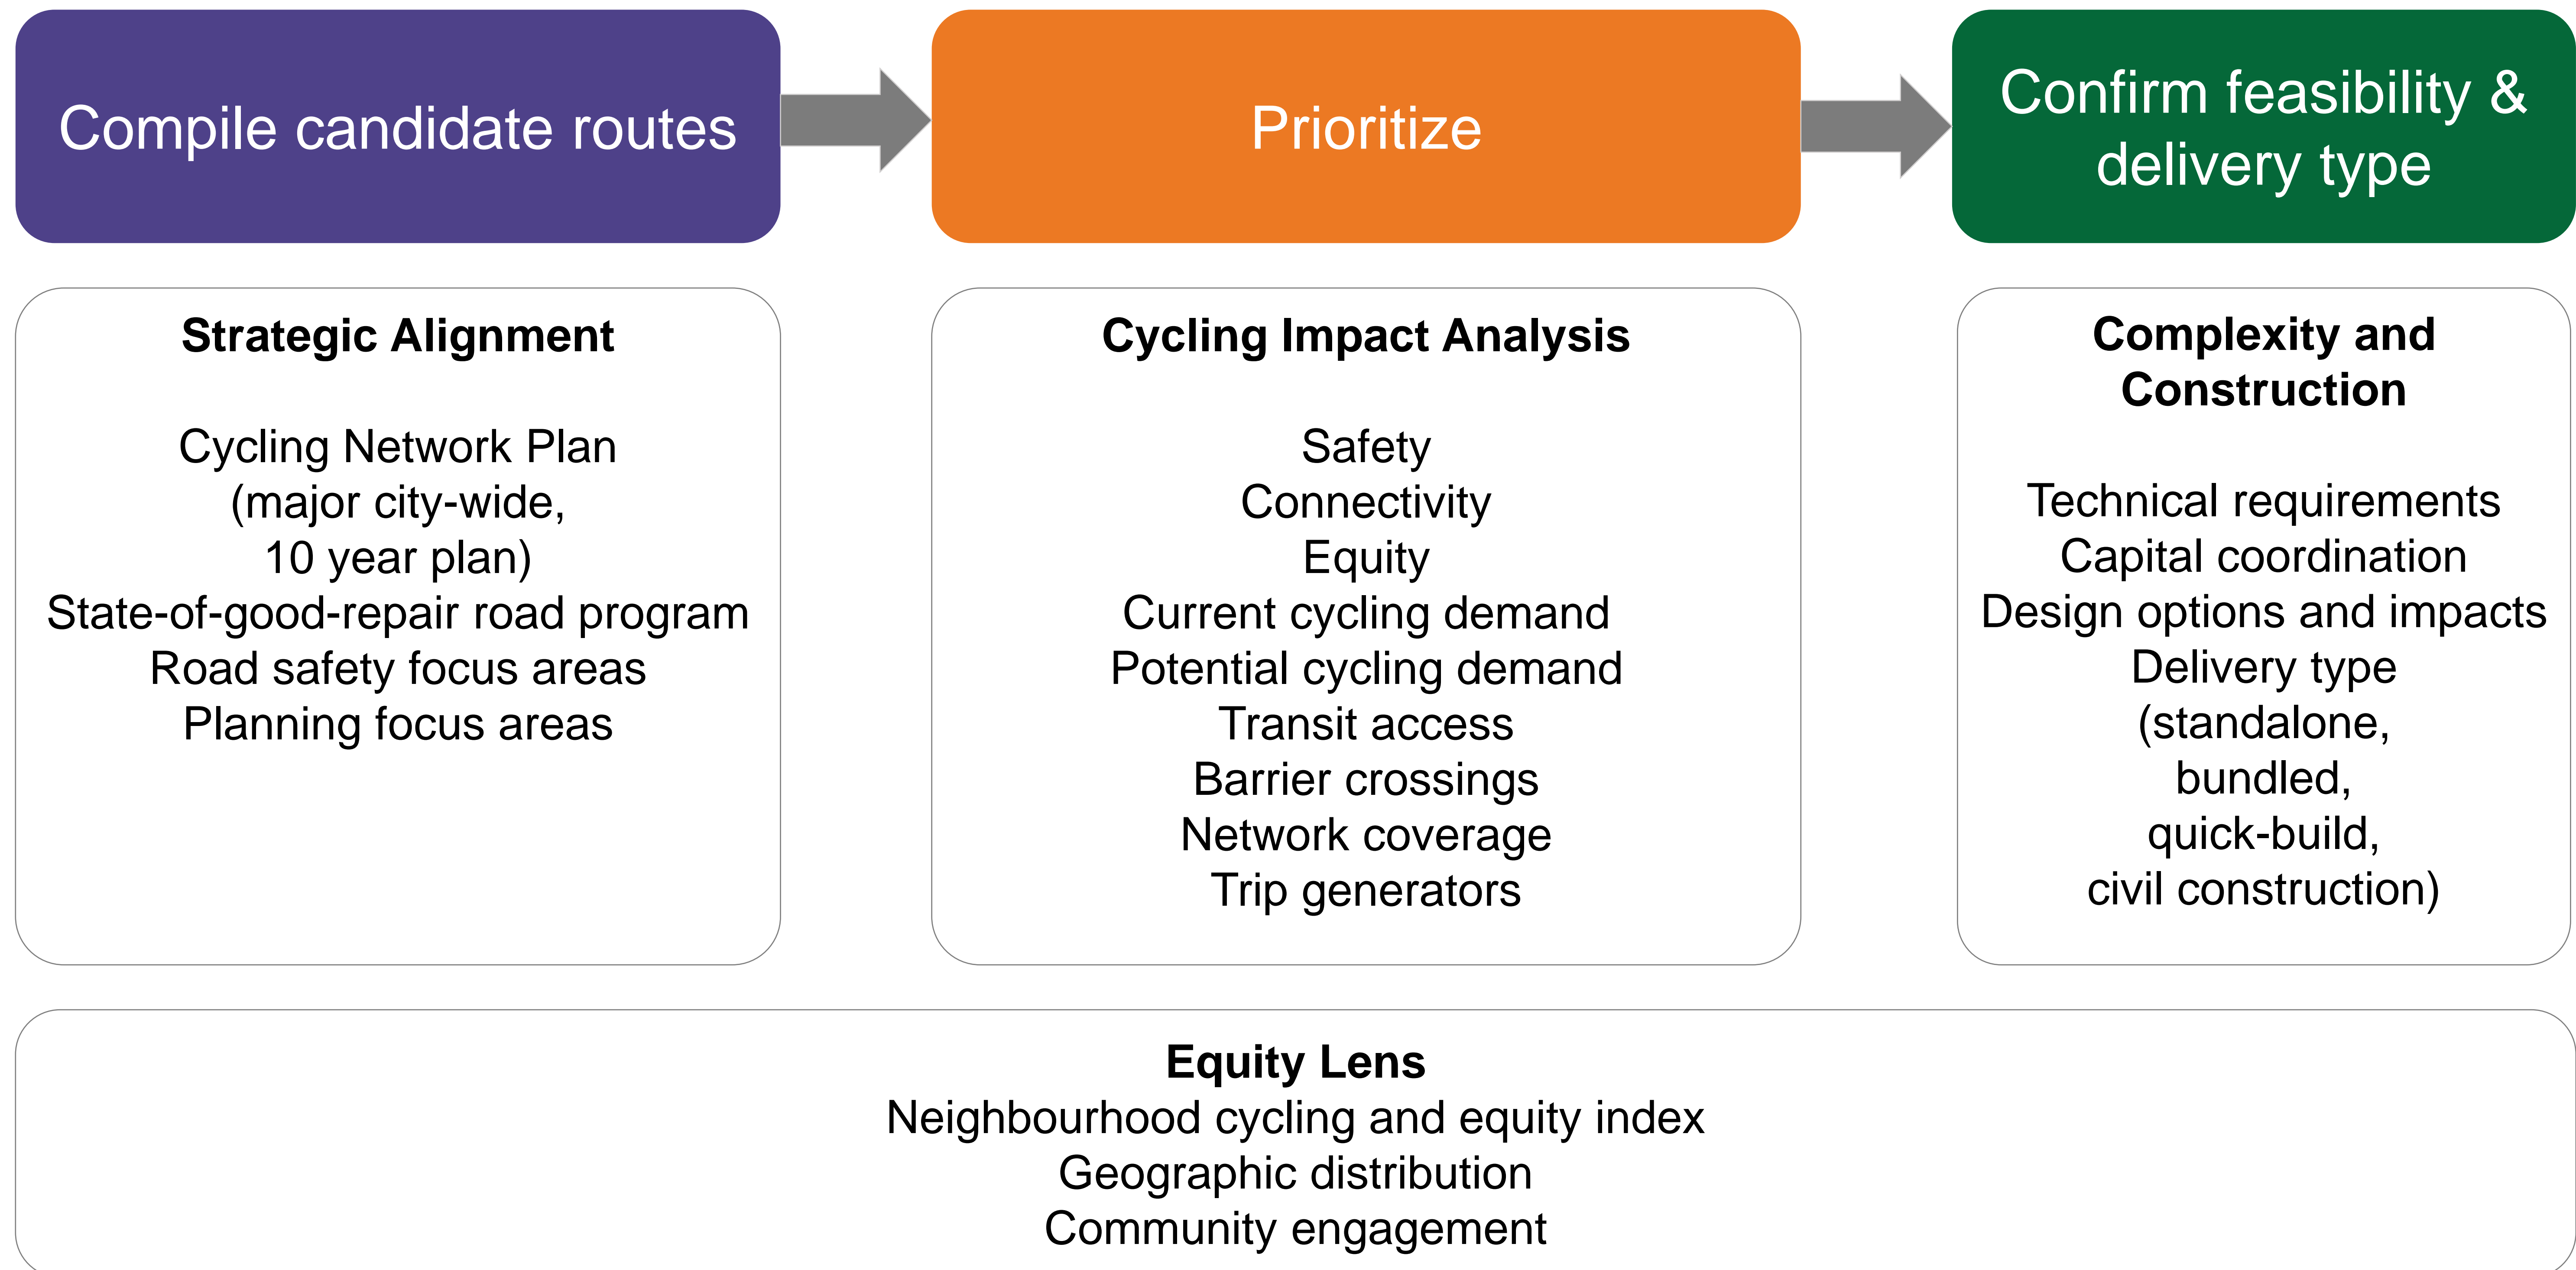 Compile candidate routes
Prioritize
Confirm feasibility &
delivery type
Strategic Alignment
Cycling Network Plan
(major city-wide,
10 year plan)
State-of-good-repair road program
Road safety focus areas
Planning focus areas
Cycling Impact Analysis
Safety
Connectivity
Equity
Current cycling demand
Potential cycling demand
Transit access
Barrier crossings
Network coverage
Trip generators
Complexity and
Construction
Technical requirements
Capital coordination
Design options and impacts
Delivery type
(standalone,
bundled,
quick-build,
civil construction)
Equity Lens
Neighbourhood cycling and equity index
Geographic distribution
Community engagement